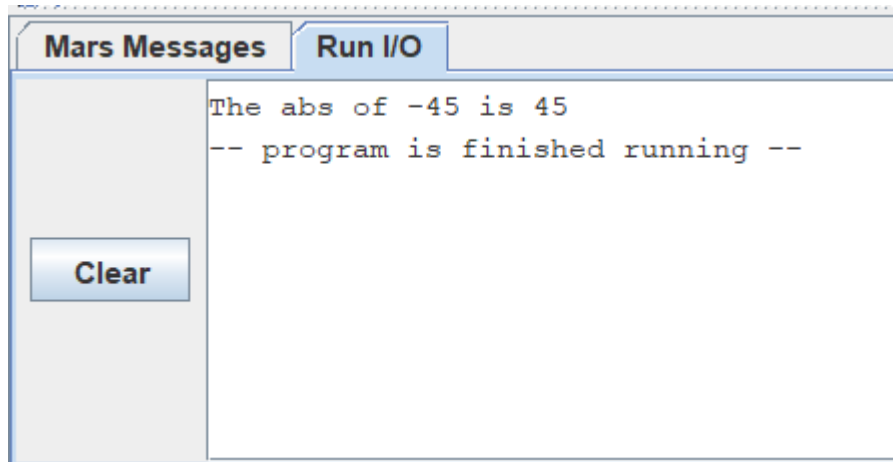 Mars Messages
Run I/O
The abs of -45 is 45
-- program is finished running --
Clear